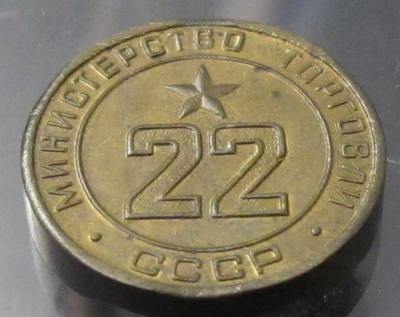 МИНИСТЕРСТВО ТОРГОВЛИ
22
• СССР •